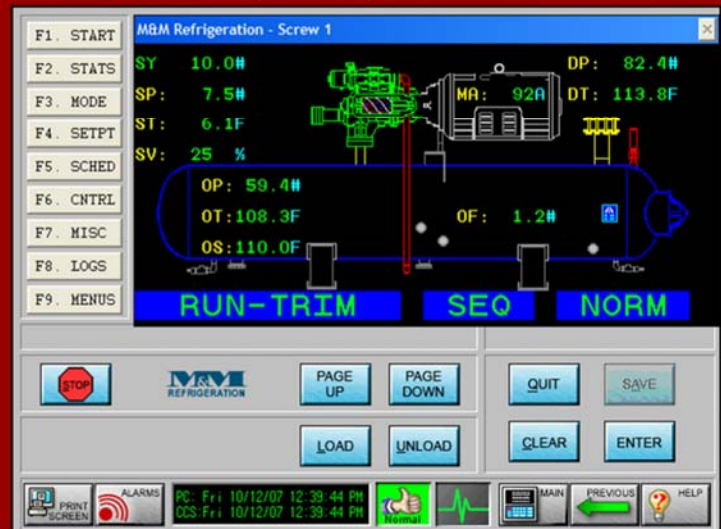 M&M Refrigeration - Screw 1
F1. START
F2. STATS
F3. MODE
F4. SETPT
F5. SCHED
F6. CNTRL
F7. MISC
F8. LOGS
F9. MENUS
SY 10.0#
SP: 7.5#
ST: 6.1F
SV: 25 %
MA: 92A
DP: 82.4#
DT: 113.8F
OP: 59.4#
OT:108.3F
OS:110.0F
OF: 1.2#
RUN-TRIM SEQ NORM
STOP
M&M
REFRIGERATION
PAGE
UP
PAGE
DOWN
QUIT
SAVE
LOAD
UNLOAD
CLEAR
ENTER
PRINT
SCREEN
ALARMS
PC: Fri 10/12/07 12:39:44 PM
CCS:Fri 10/12/07 12:39:44 PM
Normal
MAIN
PREVIOUS
HELP